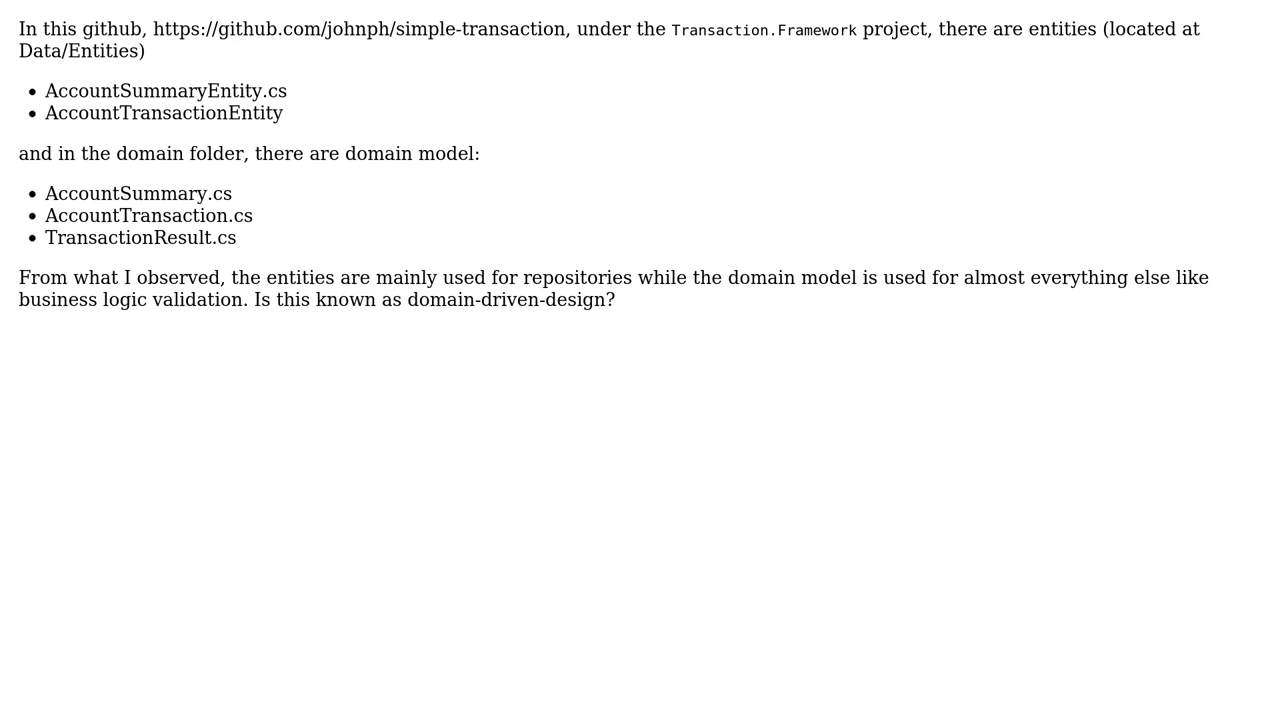 In this github, https://github.com/johnph/simple-transaction, under the Transaction.Framework project, there are entities (located at
Data/Entities)
• AccountSummaryEntity.cs
• AccountTransactionEntity
and in the domain folder, there are domain model:
• AccountSummary.cs
• AccountTransaction.cs
• TransactionResult.cs
From what I observed, the entities are mainly used for repositories while the domain model is used for almost everything else like
business logic validation. Is this known as domain-driven-design?